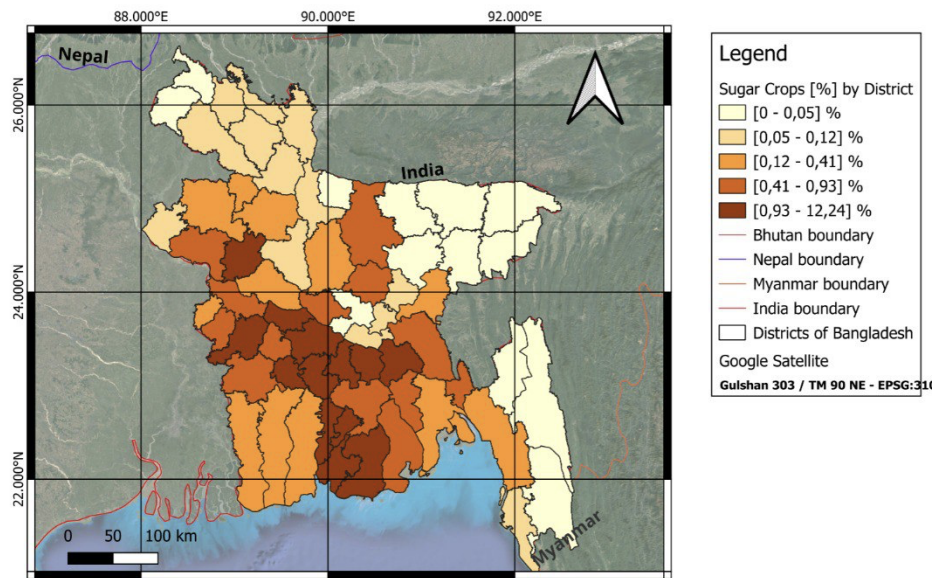 88.000°E 90.000°E 92.000°E
Nepal
26.000°N
India
24.000°N
22.000°N
0 50 100 km
Myanmar
Legend
Sugar Crops [%] by District
[0 - 0,05] %
[0,05 - 0,12] %
[0,12 - 0,41] %
[0,41 - 0,93] %
[0,93 - 12,24] %
Bhutan boundary
Nepal boundary
Myanmar boundary
India boundary
Districts of Bangladesh
Google Satellite
Gulshan 303 / TM 90 NE - EPSG:310